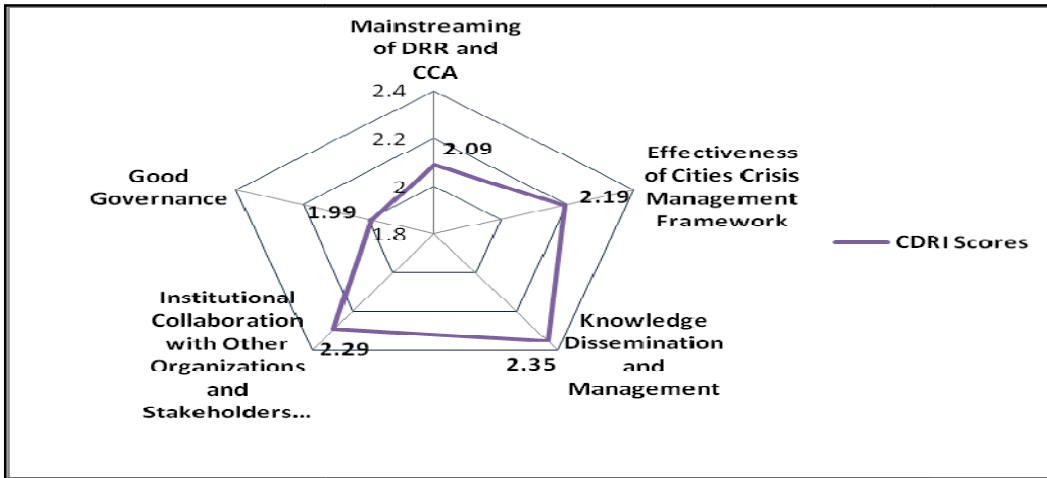 Mainstreaming
of DRR and
CCA
2.4
2.2
2.09
2
1.8
Effectiveness
of Cities Crisis
Management
Framework
2.19
Good
Governance
1.99
CDRI Scores
Institutional
Collaboration
with Other
Organizations
and
Stakeholders...
2.29
Knowledge
Dissemination
and
Management
2.35